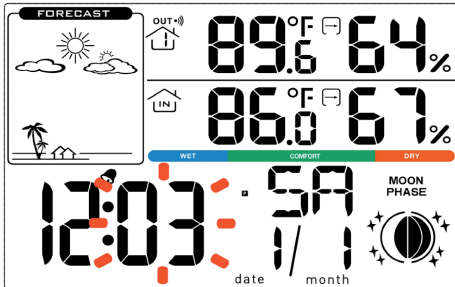 FORECAST
OUT 1 89.6 °F 64%
IN 86.0 °F 67%
WET COMFORT DRY
12:03 P SA MOON PHASE
1/1
date month